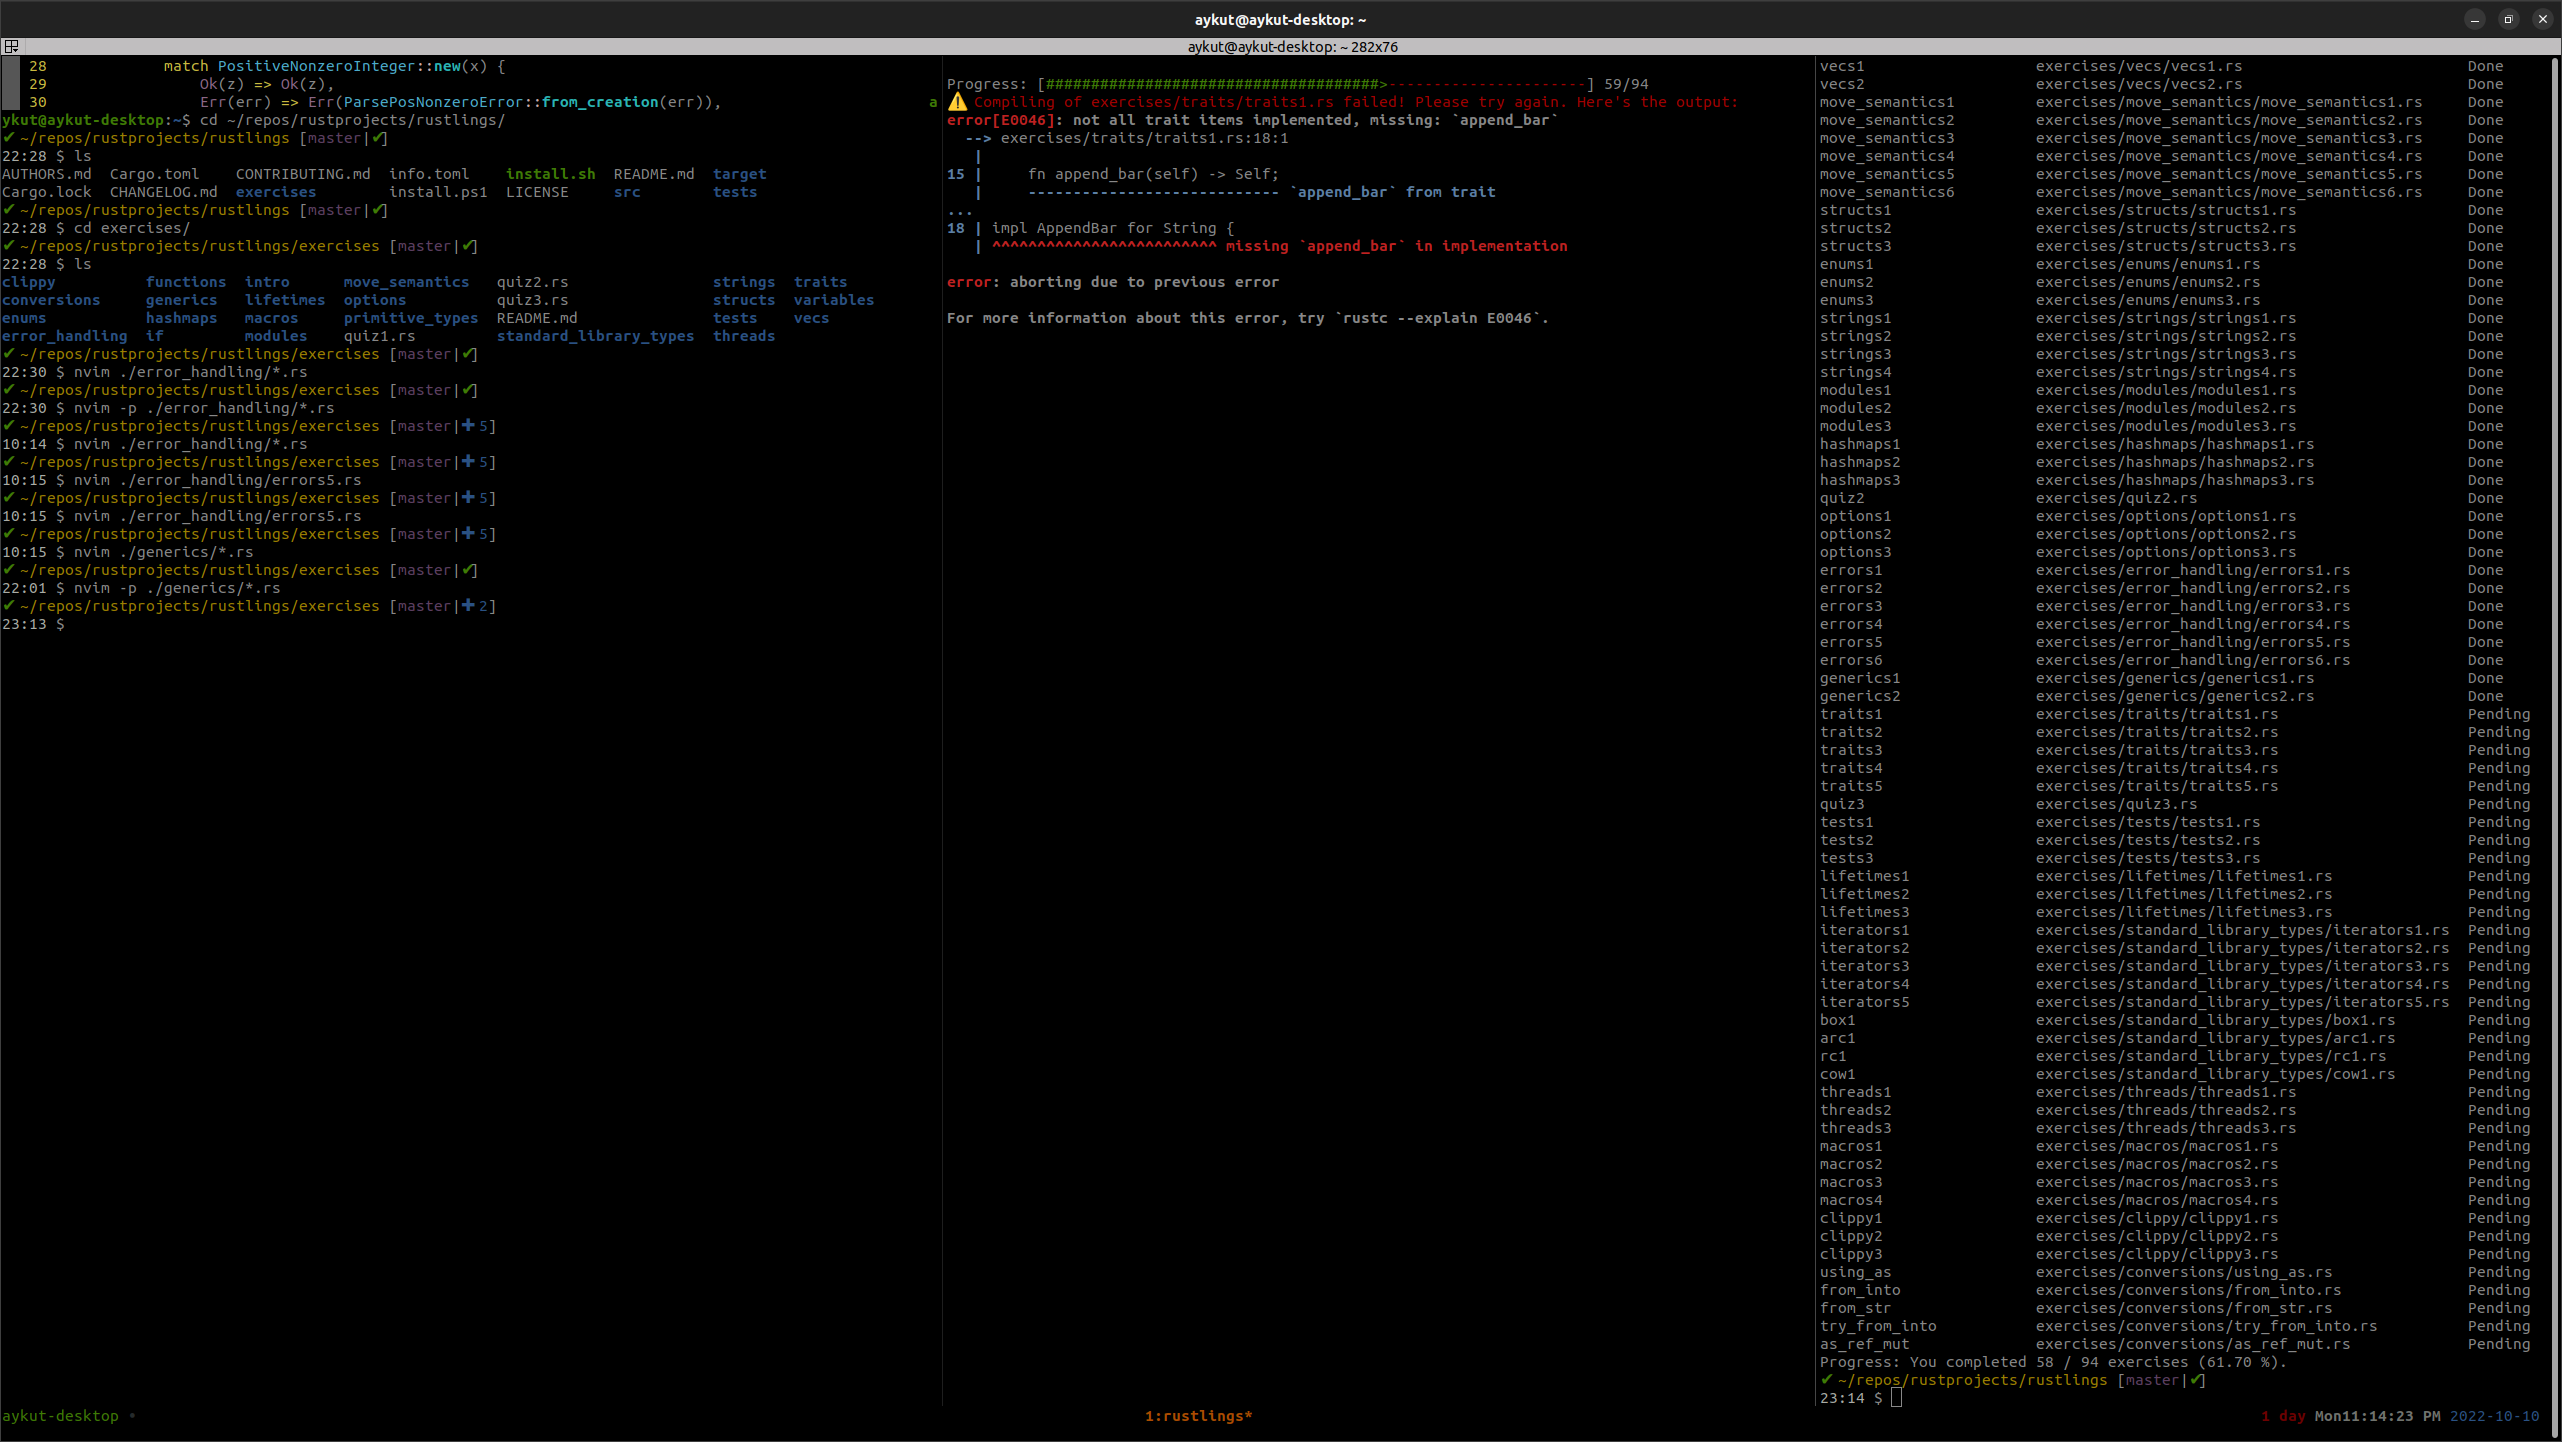 aykut@aykut-desktop: ~
aykut@aykut-desktop: ~ 282x76
28             match PositiveNonzeroInteger::new(x) {
29                 Ok(z) => Ok(z),
30                 Err(err) => Err(ParsePosNonzeroError::from_creation(err)),                       a
ykut@aykut-desktop:~$ cd ~/repos/rustprojects/rustlings/
✔ ~/repos/rustprojects/rustlings [master|✔]
22:28 $ ls
AUTHORS.md  Cargo.toml    CONTRIBUTING.md  info.toml    install.sh  README.md  target
Cargo.lock  CHANGELOG.md  exercises        install.ps1  LICENSE     src        tests
✔ ~/repos/rustprojects/rustlings [master|✔]
22:28 $ cd exercises/
✔ ~/repos/rustprojects/rustlings/exercises [master|✔]
22:28 $ ls
clippy          functions  intro      move_semantics   quiz2.rs                strings  traits
conversions     generics   lifetimes  options          quiz3.rs                structs  variables
enums           hashmaps   macros     primitive_types  README.md               tests    vecs
error_handling  if         modules    quiz1.rs         standard_library_types  threads
✔ ~/repos/rustprojects/rustlings/exercises [master|✔]
22:30 $ nvim ./error_handling/*.rs
✔ ~/repos/rustprojects/rustlings/exercises [master|✔]
22:30 $ nvim -p ./error_handling/*.rs
✔ ~/repos/rustprojects/rustlings/exercises [master|✚ 5]
10:14 $ nvim ./error_handling/*.rs
✔ ~/repos/rustprojects/rustlings/exercises [master|✚ 5]
10:15 $ nvim ./error_handling/errors5.rs
✔ ~/repos/rustprojects/rustlings/exercises [master|✚ 5]
10:15 $ nvim ./error_handling/errors5.rs
✔ ~/repos/rustprojects/rustlings/exercises [master|✚ 5]
10:15 $ nvim ./generics/*.rs
✔ ~/repos/rustprojects/rustlings/exercises [master|✔]
22:01 $ nvim -p ./generics/*.rs
✔ ~/repos/rustprojects/rustlings/exercises [master|✚ 2]
23:13 $
Progress: [#####################################>----------------------] 59/94
⚠️ Compiling of exercises/traits/traits1.rs failed! Please try again. Here's the output:
error[E0046]: not all trait items implemented, missing: `append_bar`
  --> exercises/traits/traits1.rs:18:1
   |
15 |     fn append_bar(self) -> Self;
   |     ---------------------------- `append_bar` from trait
...
18 | impl AppendBar for String {
   | ^^^^^^^^^^^^^^^^^^^^^^^^^ missing `append_bar` in implementation
error: aborting due to previous error
For more information about this error, try `rustc --explain E0046`.
vecs1 exercises/vecs/vecs1.rs Done
vecs2 exercises/vecs/vecs2.rs Done
move_semantics1 exercises/move_semantics/move_semantics1.rs Done
move_semantics2 exercises/move_semantics/move_semantics2.rs Done
move_semantics3 exercises/move_semantics/move_semantics3.rs Done
move_semantics4 exercises/move_semantics/move_semantics4.rs Done
move_semantics5 exercises/move_semantics/move_semantics5.rs Done
move_semantics6 exercises/move_semantics/move_semantics6.rs Done
structs1 exercises/structs/structs1.rs Done
structs2 exercises/structs/structs2.rs Done
structs3 exercises/structs/structs3.rs Done
enums1 exercises/enums/enums1.rs Done
enums2 exercises/enums/enums2.rs Done
enums3 exercises/enums/enums3.rs Done
strings1 exercises/strings/strings1.rs Done
strings2 exercises/strings/strings2.rs Done
strings3 exercises/strings/strings3.rs Done
strings4 exercises/strings/strings4.rs Done
modules1 exercises/modules/modules1.rs Done
modules2 exercises/modules/modules2.rs Done
modules3 exercises/modules/modules3.rs Done
hashmaps1 exercises/hashmaps/hashmaps1.rs Done
hashmaps2 exercises/hashmaps/hashmaps2.rs Done
hashmaps3 exercises/hashmaps/hashmaps3.rs Done
quiz2 exercises/quiz2.rs Done
options1 exercises/options/options1.rs Done
options2 exercises/options/options2.rs Done
options3 exercises/options/options3.rs Done
errors1 exercises/error_handling/errors1.rs Done
errors2 exercises/error_handling/errors2.rs Done
errors3 exercises/error_handling/errors3.rs Done
errors4 exercises/error_handling/errors4.rs Done
errors5 exercises/error_handling/errors5.rs Done
errors6 exercises/error_handling/errors6.rs Done
generics1 exercises/generics/generics1.rs Done
generics2 exercises/generics/generics2.rs Done
traits1 exercises/traits/traits1.rs Pending
traits2 exercises/traits/traits2.rs Pending
traits3 exercises/traits/traits3.rs Pending
traits4 exercises/traits/traits4.rs Pending
traits5 exercises/traits/traits5.rs Pending
quiz3 exercises/quiz3.rs Pending
tests1 exercises/tests/tests1.rs Pending
tests2 exercises/tests/tests2.rs Pending
tests3 exercises/tests/tests3.rs Pending
lifetimes1 exercises/lifetimes/lifetimes1.rs Pending
lifetimes2 exercises/lifetimes/lifetimes2.rs Pending
lifetimes3 exercises/lifetimes/lifetimes3.rs Pending
iterators1 exercises/standard_library_types/iterators1.rs Pending
iterators2 exercises/standard_library_types/iterators2.rs Pending
iterators3 exercises/standard_library_types/iterators3.rs Pending
iterators4 exercises/standard_library_types/iterators4.rs Pending
iterators5 exercises/standard_library_types/iterators5.rs Pending
box1 exercises/standard_library_types/box1.rs Pending
arc1 exercises/standard_library_types/arc1.rs Pending
rc1 exercises/standard_library_types/rc1.rs Pending
cow1 exercises/standard_library_types/cow1.rs Pending
threads1 exercises/threads/threads1.rs Pending
threads2 exercises/threads/threads2.rs Pending
threads3 exercises/threads/threads3.rs Pending
macros1 exercises/macros/macros1.rs Pending
macros2 exercises/macros/macros2.rs Pending
macros3 exercises/macros/macros3.rs Pending
macros4 exercises/macros/macros4.rs Pending
clippy1 exercises/clippy/clippy1.rs Pending
clippy2 exercises/clippy/clippy2.rs Pending
clippy3 exercises/clippy/clippy3.rs Pending
using_as exercises/conversions/using_as.rs Pending
from_into exercises/conversions/from_into.rs Pending
from_str exercises/conversions/from_str.rs Pending
try_from_into exercises/conversions/try_from_into.rs Pending
as_ref_mut exercises/conversions/as_ref_mut.rs Pending
Progress: You completed 58 / 94 exercises (61.70 %).
✔ ~/repos/rustprojects/rustlings [master|✔]
23:14 $
aykut-desktop • 1:rustlings* 1 day Mon11:14:23 PM 2022-10-10